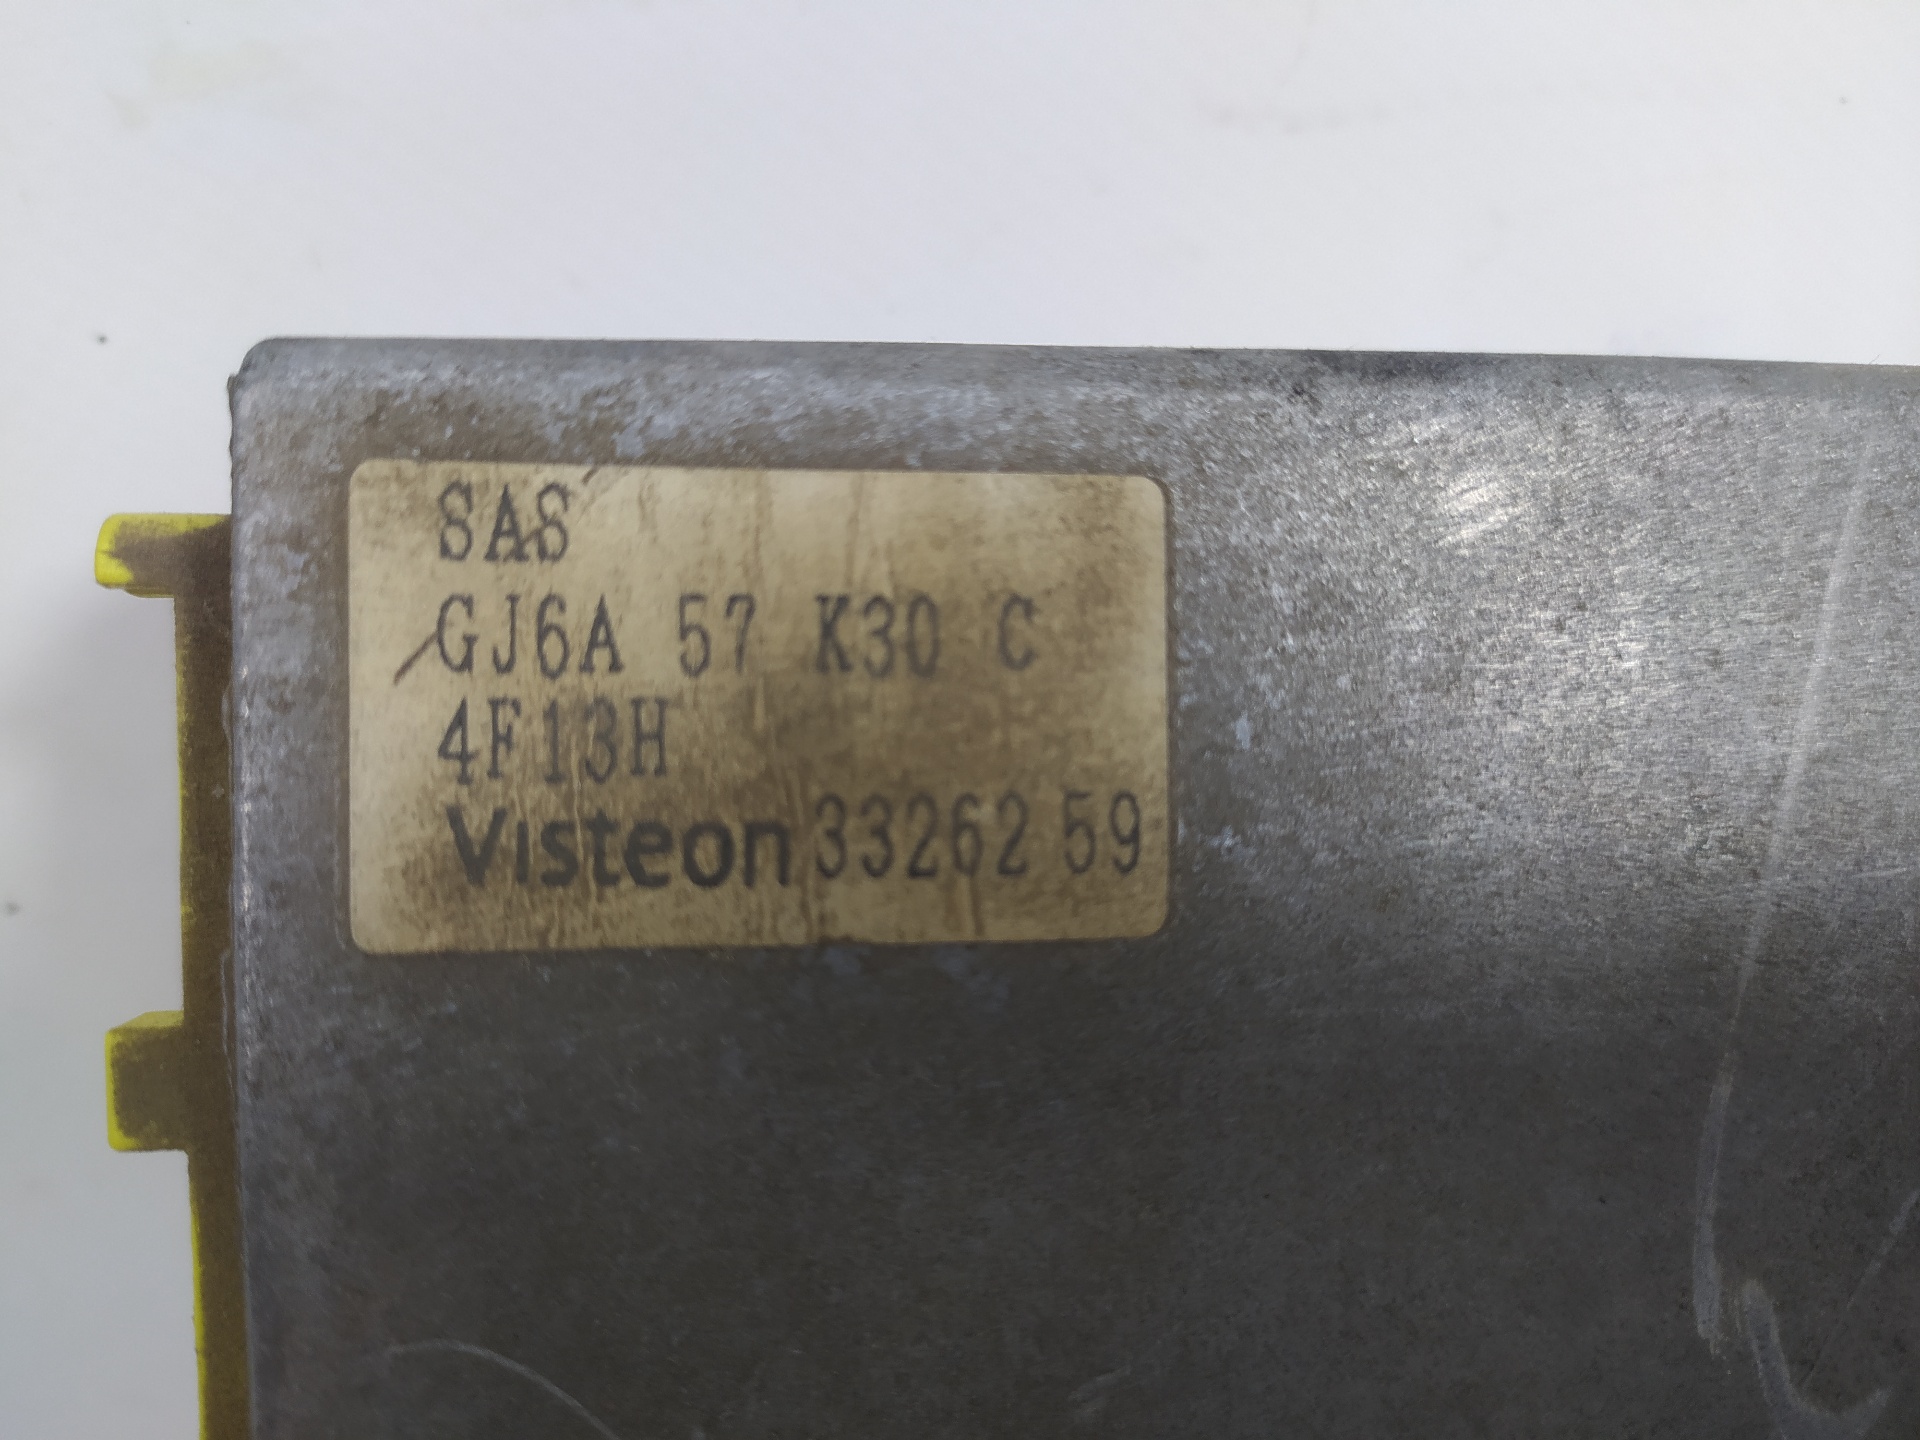 SAS
GJ6A 57 K30 C
4F13H
Visteon 33262 59